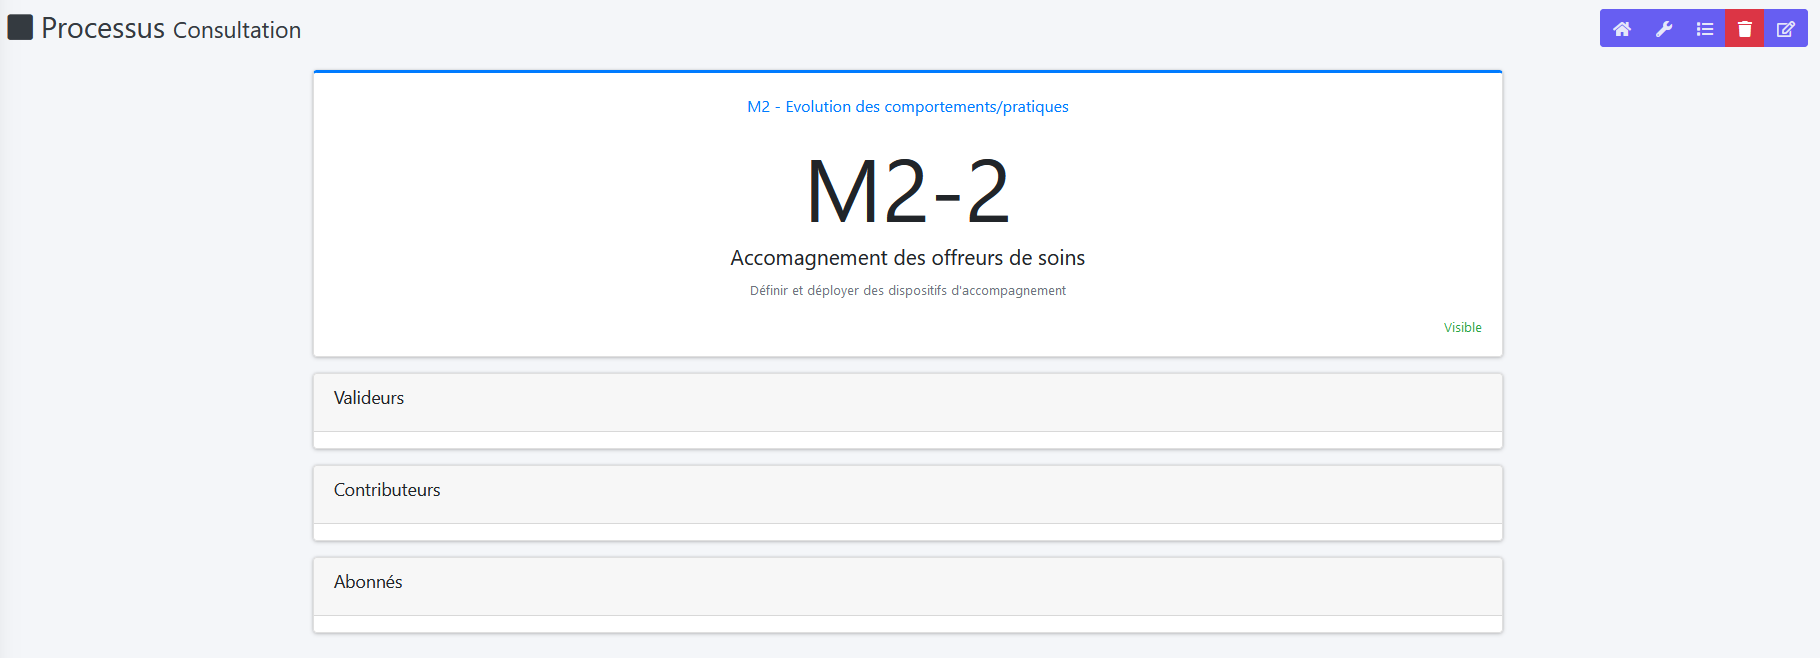 Processus Consultation
M2 - Evolution des comportements/pratiques
M2-2
Accomagnement des offreurs de soins
Définir et déployer des dispositifs d'accompagnement
Visible
Valideurs
Contributeurs
Abonnés